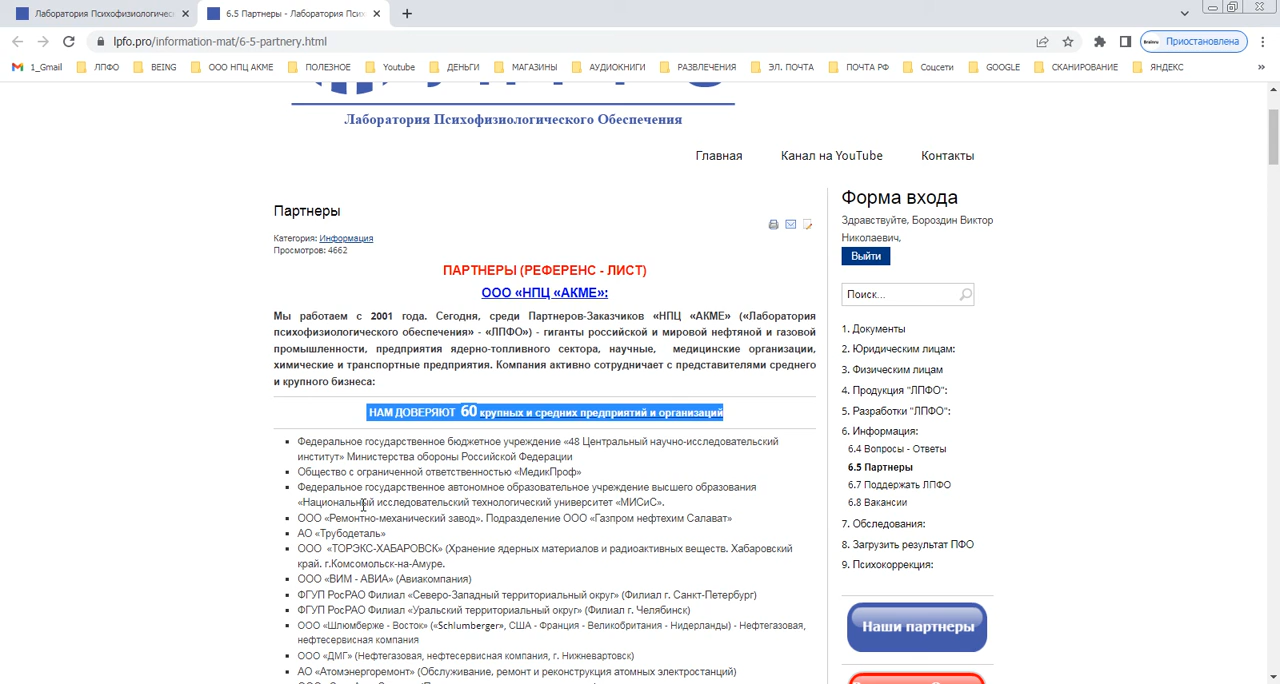 Лаборатория Психофизиологическ
6.5 Партнеры - Лаборатория Псих
lpfo.pro/information-mat/6-5-partnery.html
Приостановлена
1_Gmail ЛПФО BEING ООО НПЦ АКМЕ ПОЛЕЗНОЕ Youtube ДЕНЬГИ МАГАЗИНЫ АУДИОКНИГИ РАЗВЛЕЧЕНИЯ ЭЛ. ПОЧТА ПОЧТА РФ Соцсети GOOGLE СКАНИРОВАНИЕ ЯНДЕКС »
Лаборатория Психофизиологического Обеспечения
Главная Канал на YouTube Контакты
Партнеры
Категория: Информация
Просмотров: 4662
ПАРТНЕРЫ (РЕФЕРЕНС - ЛИСТ)
ООО «НПЦ «АКМЕ»:
Мы работаем с 2001 года. Сегодня, среди Партнеров-Заказчиков «НПЦ «АКМЕ» («Лаборатория
психофизиологического обеспечения» - «ЛПФО») - гиганты российской и мировой нефтяной и газовой
промышленности, предприятия ядерно-топливного сектора, научные, медицинские организации,
химические и транспортные предприятия. Компания активно сотрудничает с представителями среднего
и крупного бизнеса:
НАМ ДОВЕРЯЮТ 60 крупных и средних предприятий и организаций
Федеральное государственное бюджетное учреждение «48 Центральный научно-исследовательский
институт» Министерства обороны Российской Федерации
Общество с ограниченной ответственностью «МедикПроф»
Федеральное государственное автономное образовательное учреждение высшего образования
«Национальный исследовательский технологический университет «МИСиС».
ООО «Ремонтно-механический завод». Подразделение ООО «Газпром нефтехим Салават»
АО «Трубодеталь»
ООО «ТОРЭКС-ХАБАРОВСК» (Хранение ядерных материалов и радиоактивных веществ. Хабаровский
край. г.Комсомольск-на-Амуре.
ООО «ВИМ - АВИА» (Авиакомпания)
ФГУП РосРАО Филиал «Северо-Западный территориальный округ» (Филиал г. Санкт-Петербург)
ФГУП РосРАО Филиал «Уральский территориальный округ» (Филиал г. Челябинск)
ООО «Шлюмберже - Восток» («Schlumberger», США - Франция - Великобритания - Нидерланды) - Нефтегазовая,
нефтесервисная компания
ООО «ДМГ» (Нефтегазовая, нефтесервисная компания, г. Нижневартовск)
АО «Атомэнергоремонт» (Обслуживание, ремонт и реконструкция атомных электростанций)
Форма входа
Здравствуйте, Бороздин Виктор
Николаевич,
Выйти
Поиск...
1. Документы
2. Юридическим лицам:
3. Физическим лицам
4. Продукция "ЛПФО":
5. Разработки "ЛПФО":
6. Информация:
6.4 Вопросы - Ответы
6.5 Партнеры
6.7 Поддержать ЛПФО
6.8 Вакансии
7. Обследования:
8. Загрузить результат ПФО
9. Психокоррекция:
Наши партнеры